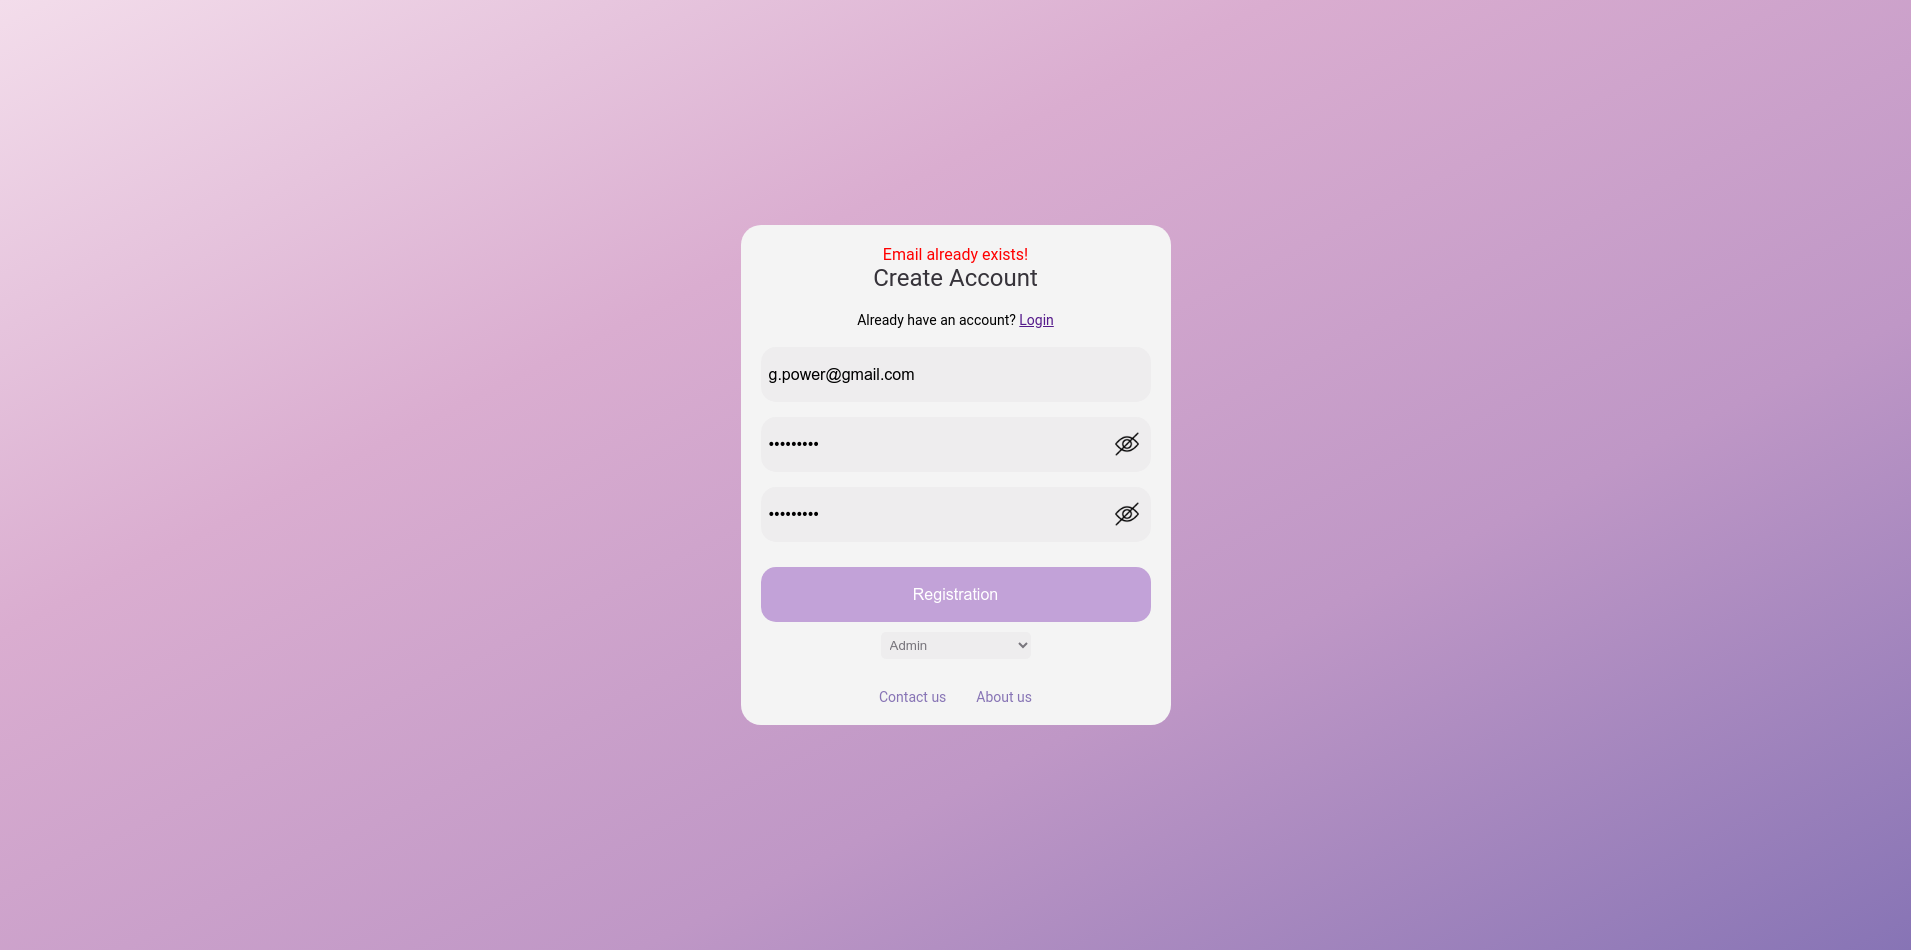 Email already exists!
Create Account
Already have an account? Login
g.power@gmail.com
•••••••••
•••••••••
Registration
Admin
Contact us About us